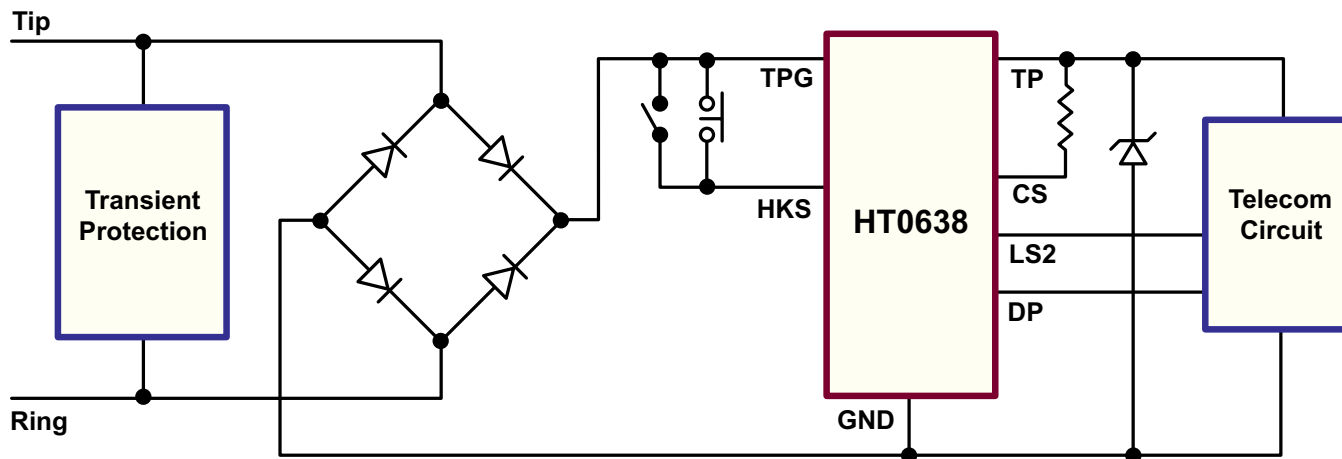 Tip
TPG
TP
Transient
Protection
HKS
HT0638
CS
Telecom
Circuit
LS2
DP
Ring
GND